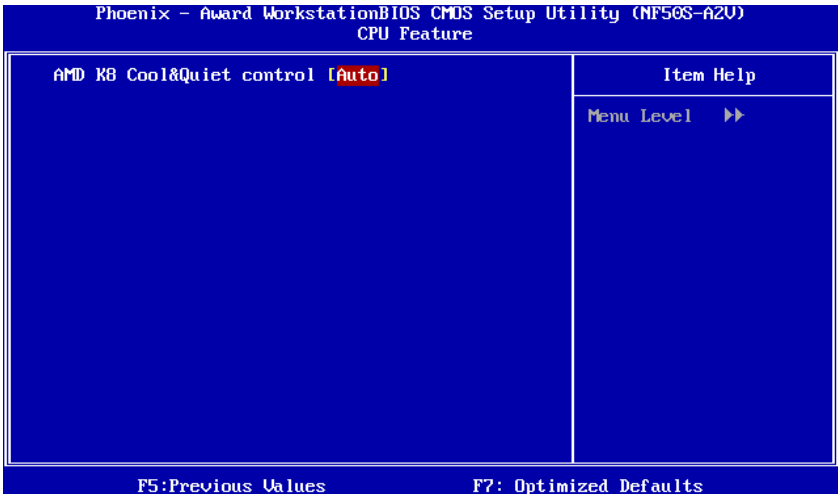 Phoenix - Award WorkstationBIOS CMOS Setup Utility (NF50S-A2V)
CPU Feature
AMD K8 Cool&Quiet control [Auto]
Item Help
Menu Level
F5:Previous Values F7: Optimized Defaults